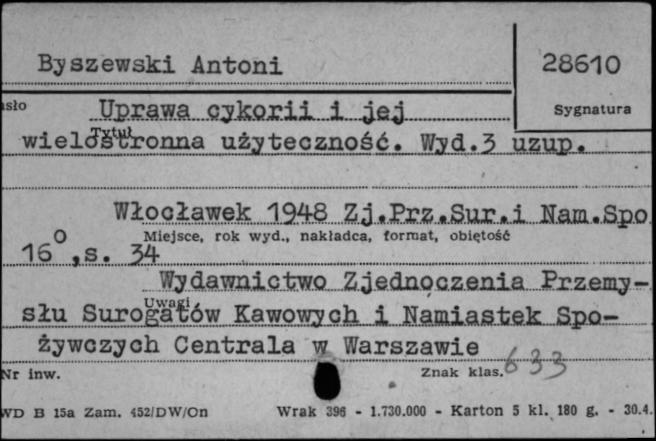 Byszewski Antoni
28610
Sygnatura
sło
Uprawa cykorii i jej
Tytuł
wielostronna użyteczność. Wyd.3 uzup.
Włocławek 1948 Zj.Prz.Sur.i Nam.Spo
Miejsce, rok wyd., nakładca, format, objętość
16°,s. 34
Wydawnictwo Zjednoczenia Przemy-
Uwagi
słu Surogatów Kawowych i Namiastek Spo-
żywczych Centrala w Warszawie
Nr inw.
Znak klas. 633
WD B 15a Zam. 452/DW/On Wrak 396 - 1.730.000 - Karton 5 kl. 180 g. - 30.4.